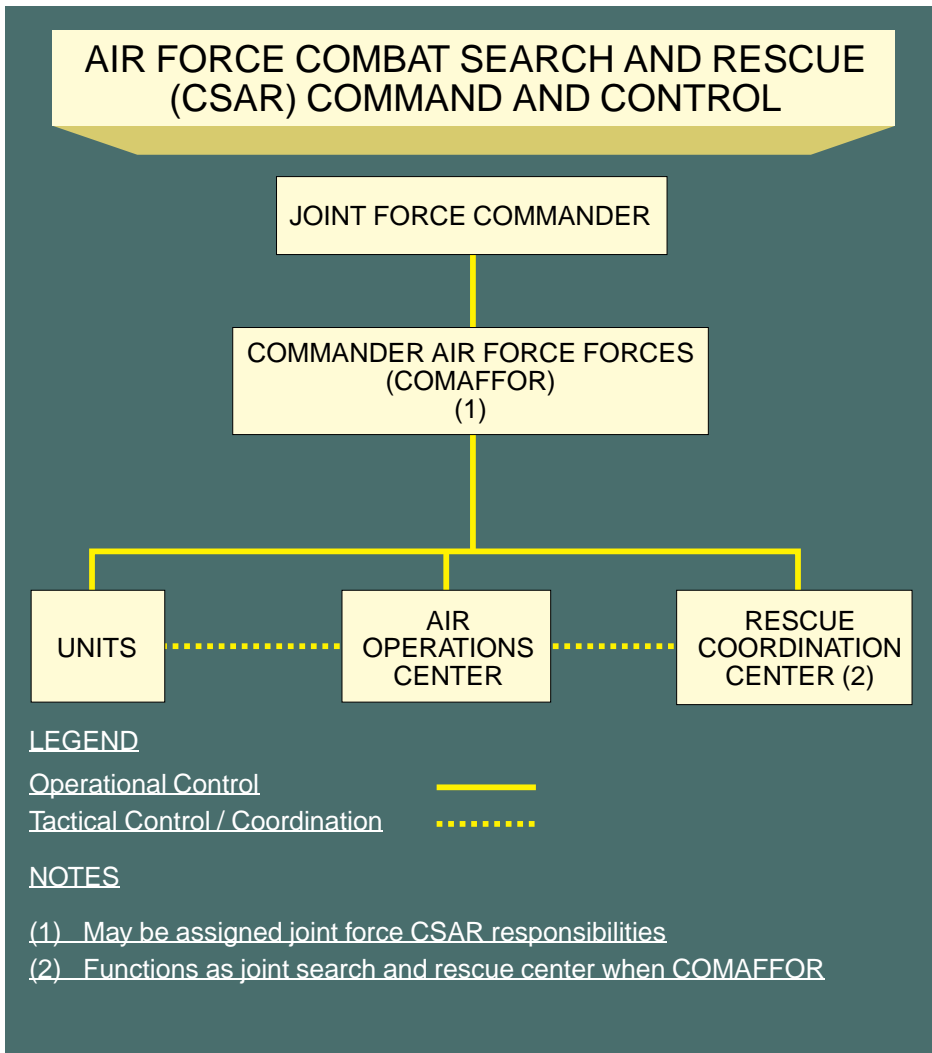 AIR FORCE COMBAT SEARCH AND RESCUE
(CSAR) COMMAND AND CONTROL
JOINT FORCE COMMANDER
COMMANDER AIR FORCE FORCES
(COMAFFOR)
(1)
UNITS
AIR
OPERATIONS
CENTER
RESCUE
COORDINATION
CENTER (2)
LEGEND
Operational Control
Tactical Control / Coordination
NOTES
(1) May be assigned joint force CSAR responsibilities
(2) Functions as joint search and rescue center when COMAFFOR